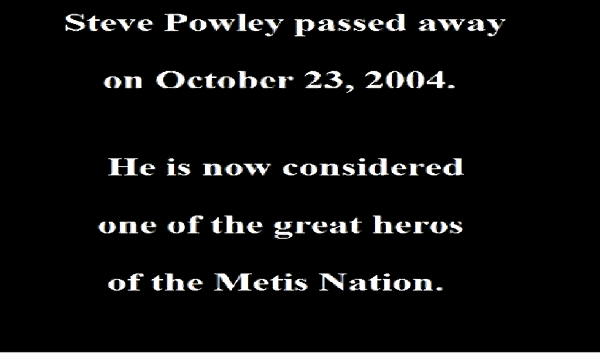 Steve Powley passed away
on October 23, 2004.
He is now considered
one of the great heros
of the Metis Nation.